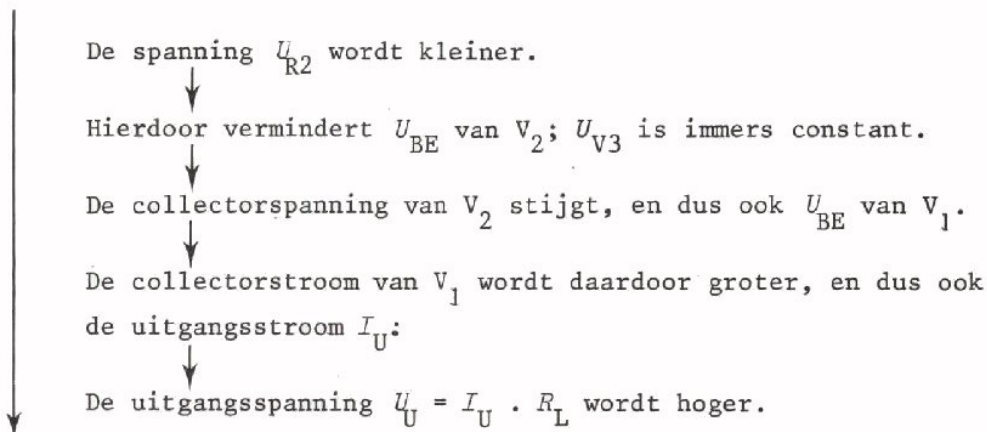 De spanning U_R2 wordt kleiner.
Hierdoor vermindert U_BE van V_2; U_V3 is immers constant.
De collectorspanning van V_2 stijgt, en dus ook U_BE van V_1.
De collectorstroom van V_1 wordt daardoor groter, en dus ook
de uitgangsstroom I_U:
De uitgangsspanning U_U = I_U . R_L wordt hoger.